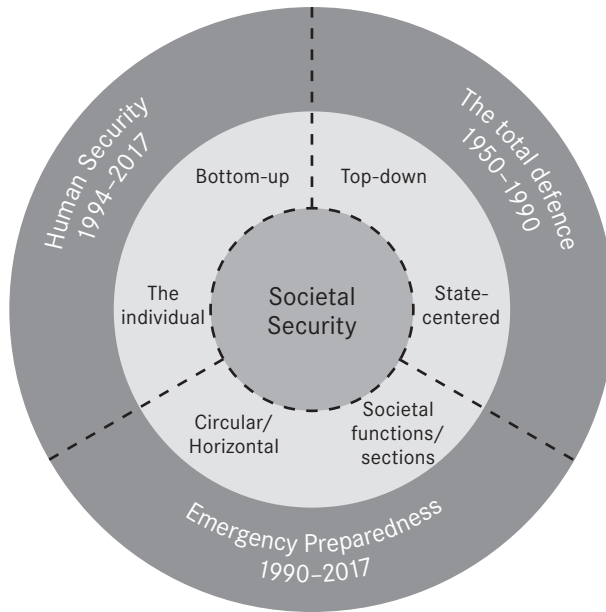 Human Security
1994–2017
The total defence
1950–1990
Bottom-up
Top-down
The
individual
Societal
Security
State-
centered
Circular/
Horizontal
Societal
functions/
sections
Emergency Preparedness
1990–2017